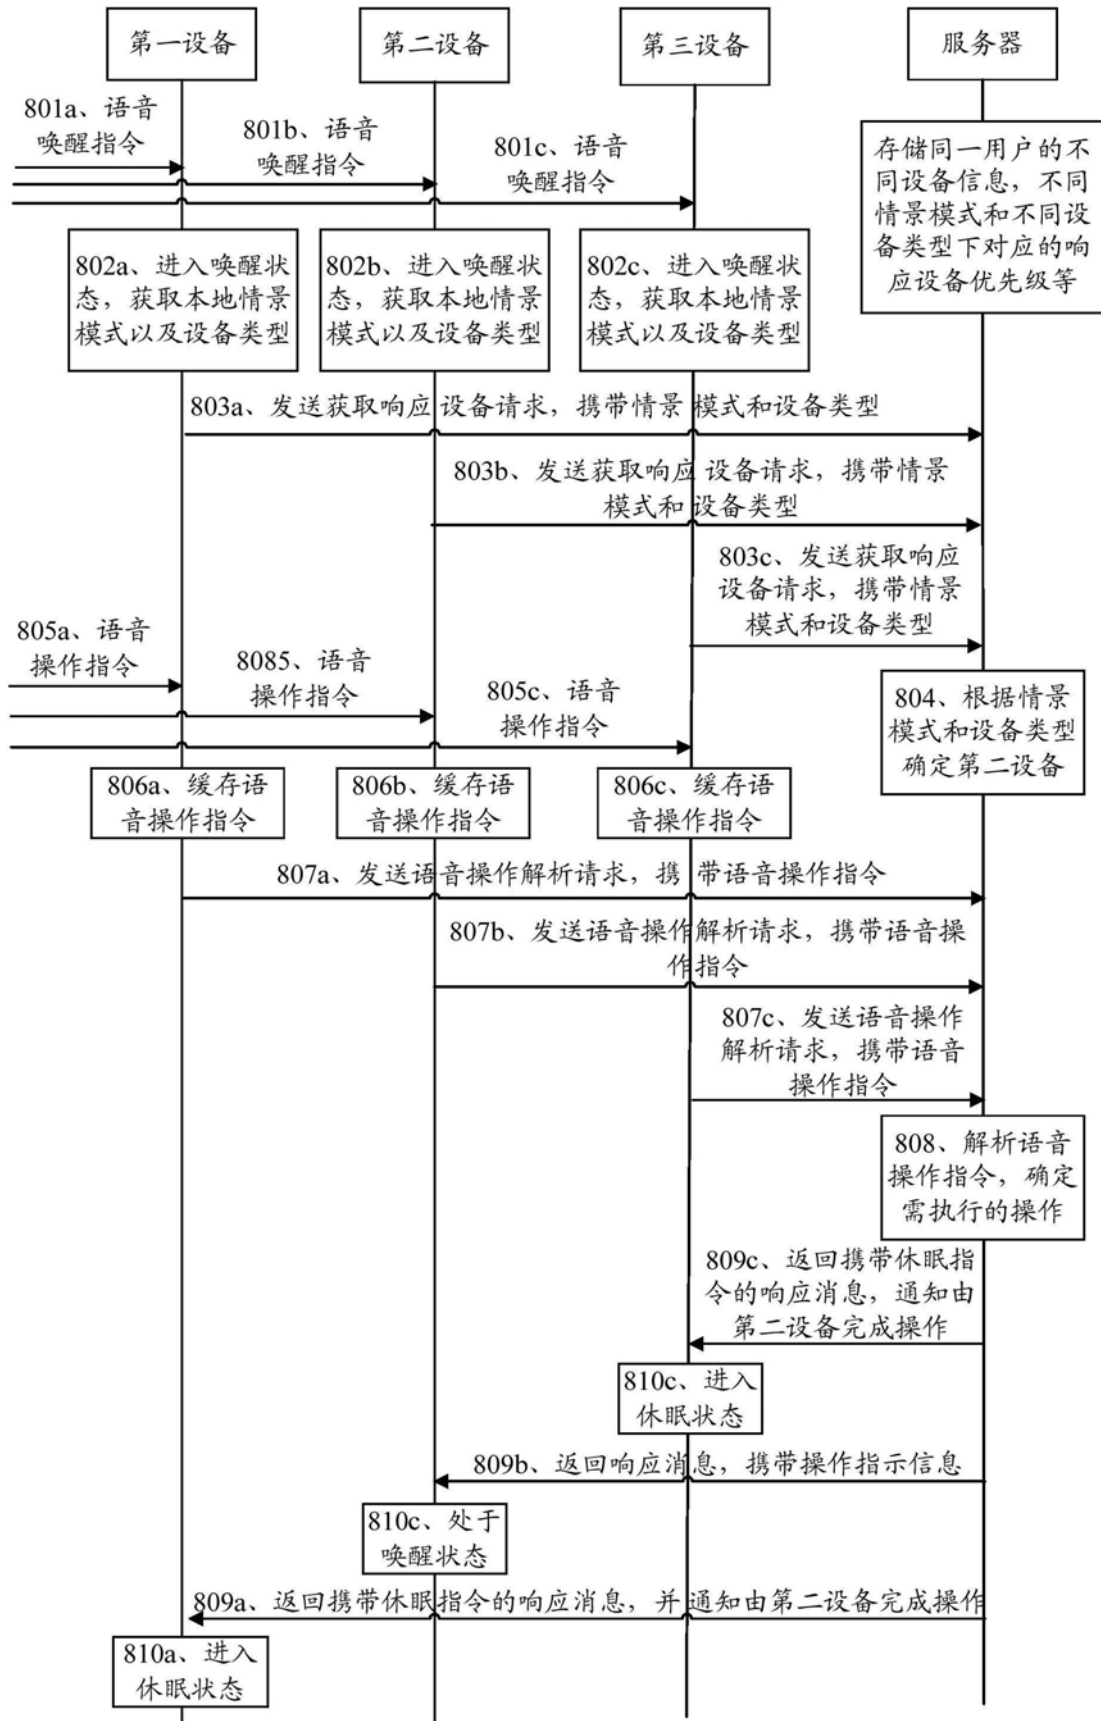 第一设备
第二设备
第三设备
服务器
801a、语音
唤醒指令
801b、语音
唤醒指令
801c、语音
唤醒指令
存储同一用户的不
同设备信息，不同
情景模式和不同设
备类型下对应的响
应设备优先级等
802a、进入唤醒状
态，获取本地情景
模式以及设备类型
802b、进入唤醒状
态，获取本地情景
模式以及设备类型
802c、进入唤醒状
态，获取本地情景
模式以及设备类型
803a、发送获取响应设备请求，携带情景模式和设备类型
803b、发送获取响应设备请求，携带情景
模式和设备类型
803c、发送获取响应
设备请求，携带情景
模式和设备类型
805a、语音
操作指令
8085、语音
操作指令
805c、语音
操作指令
804、根据情景
模式和设备类型
确定第二设备
806a、缓存语
音操作指令
806b、缓存语
音操作指令
806c、缓存语
音操作指令
807a、发送语音操作解析请求，携带语音操作指令
807b、发送语音操作解析请求，携带语音操
作指令
807c、发送语音操作
解析请求，携带语音
操作指令
808、解析语音
操作指令，确定
需执行的操作
809c、返回携带休眠指
令的响应消息，通知由
第二设备完成操作
810c、进入
休眠状态
809b、返回响应消息，携带操作指示信息
810c、处于
唤醒状态
809a、返回携带休眠指令的响应消息，并通知由第二设备完成操作
810a、进入
休眠状态